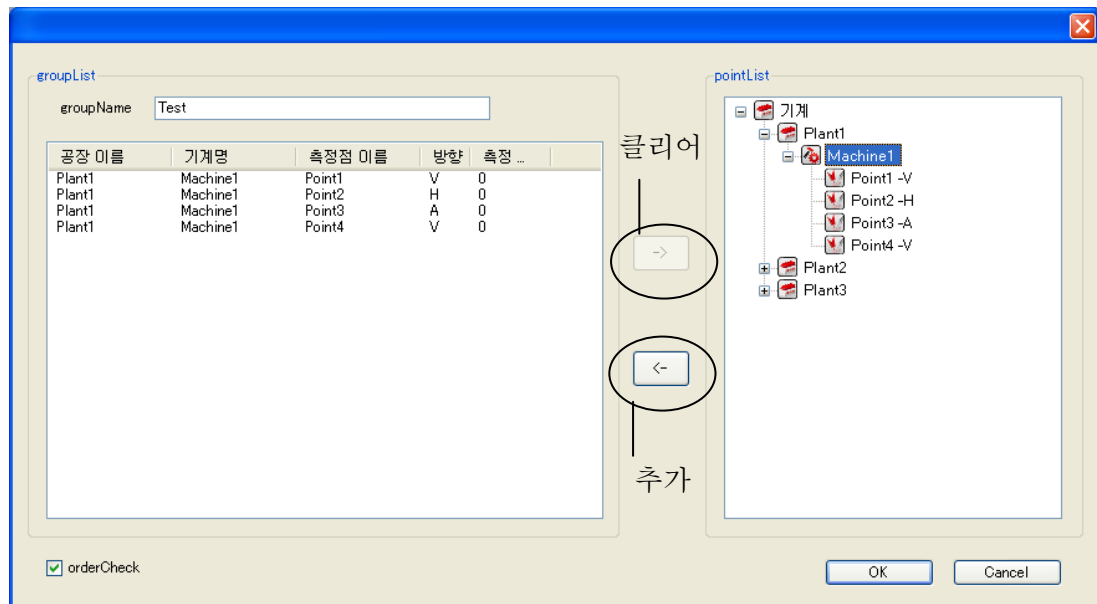 groupList
groupName Test
공장 이름 기계명 측정점 이름 방향 측정 ...
Plant1 Machine1 Point1 V 0
Plant1 Machine1 Point2 H 0
Plant1 Machine1 Point3 A 0
Plant1 Machine1 Point4 V 0
클리어
->
<-
추가
pointList
기계
Plant1
Machine1
Point1 -V
Point2 -H
Point3 -A
Point4 -V
Plant2
Plant3
orderCheck
OK Cancel